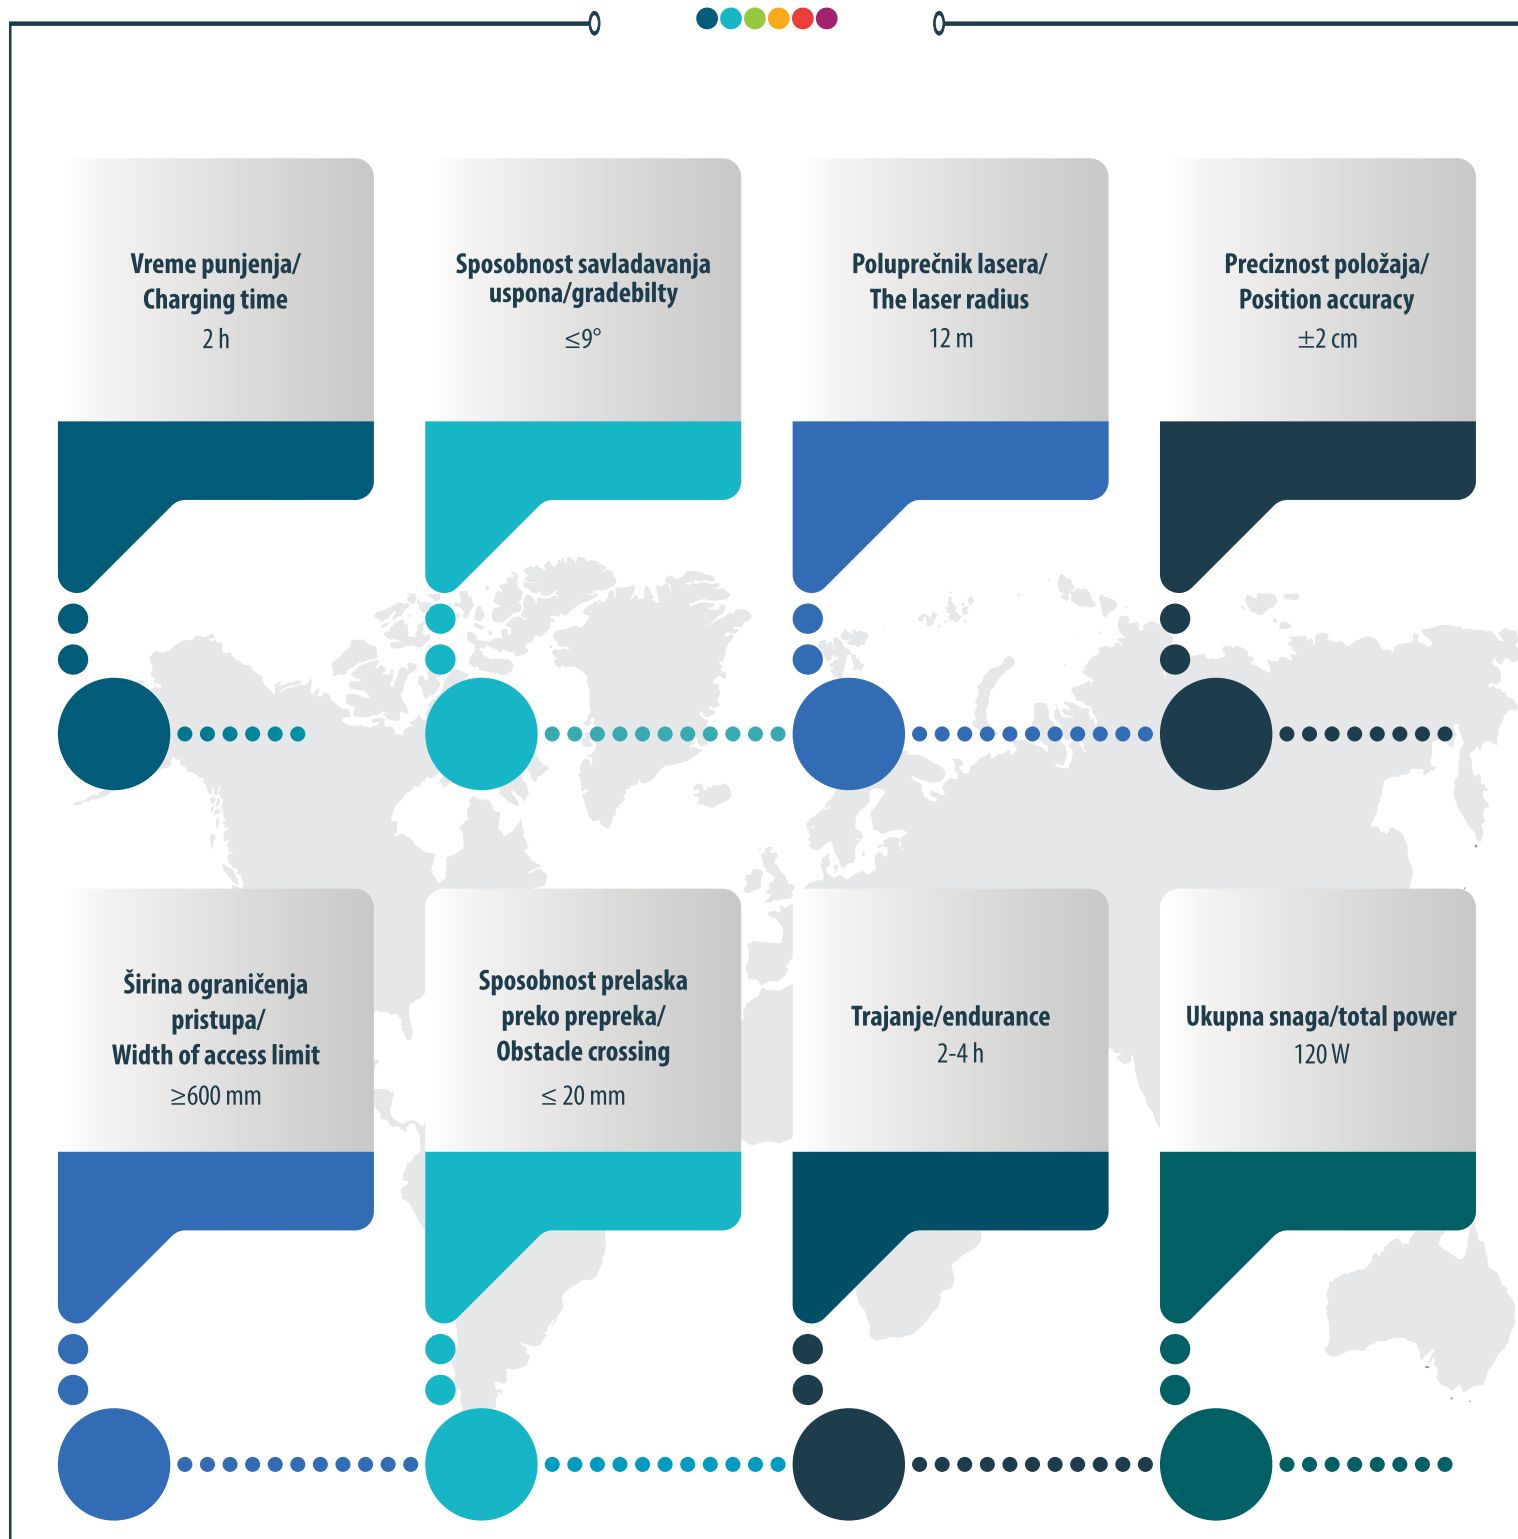 Vreme punjenja/
Charging time
2 h
Sposobnost savladavanja
uspona/gradebilty
≤9°
Poluprečnik lasera/
The laser radius
12 m
Preciznost položaja/
Position accuracy
±2 cm
Širina ograničenja
pristupa/
Width of access limit
≥600 mm
Sposobnost prelaska
preko prepreka/
Obstacle crossing
≤ 20 mm
Trajanje/endurance
2-4 h
Ukupna snaga/total power
120 W